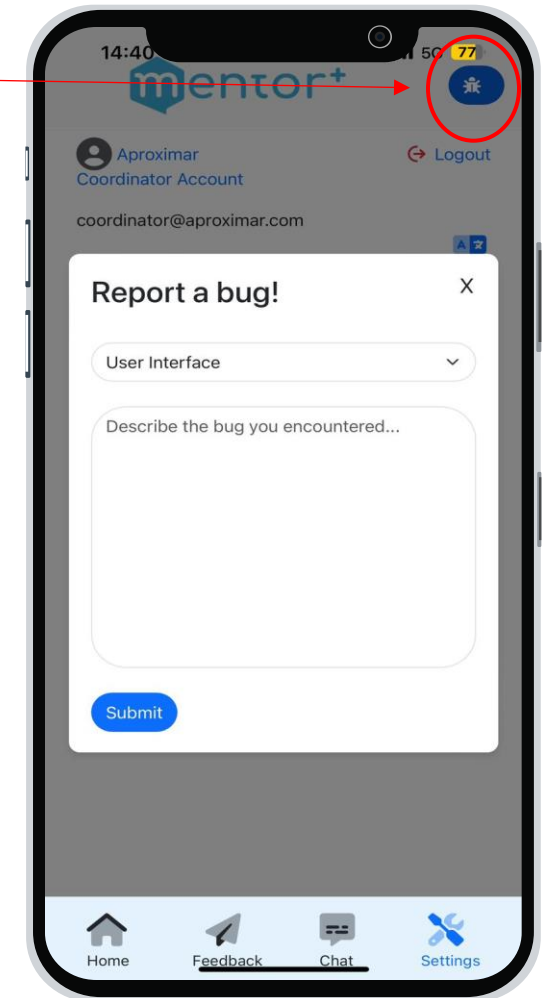 14:40
5G 77
mentor+
Aproximar
Coordinator Account
Logout
coordinator@aproximar.com
A
Report a bug!
X
User Interface
Describe the bug you encountered...
Submit
Home
Feedback
Chat
Settings